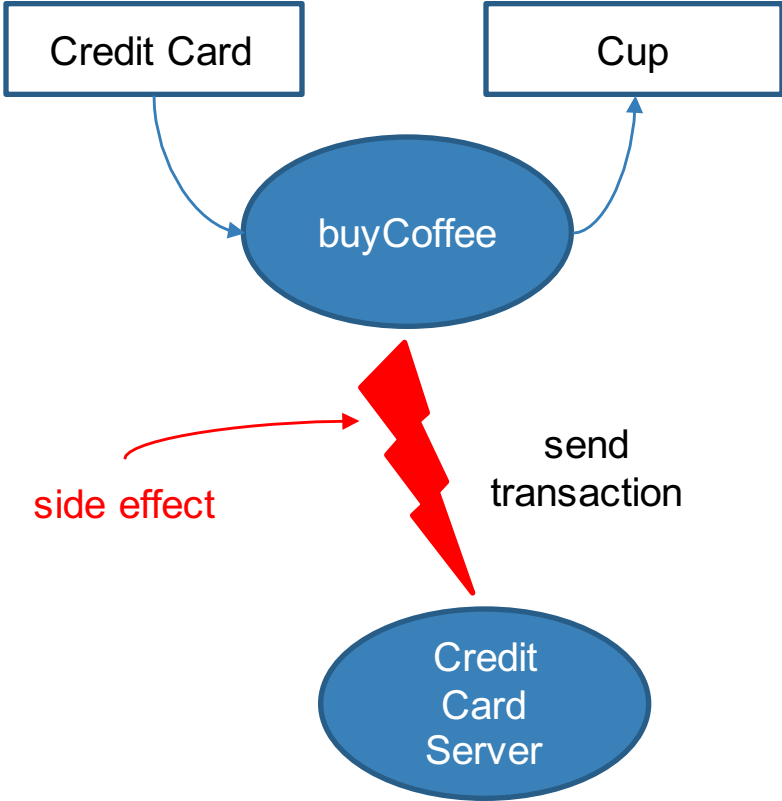 Credit Card
Cup
buyCoffee
send
transaction
side effect
Credit
Card
Server